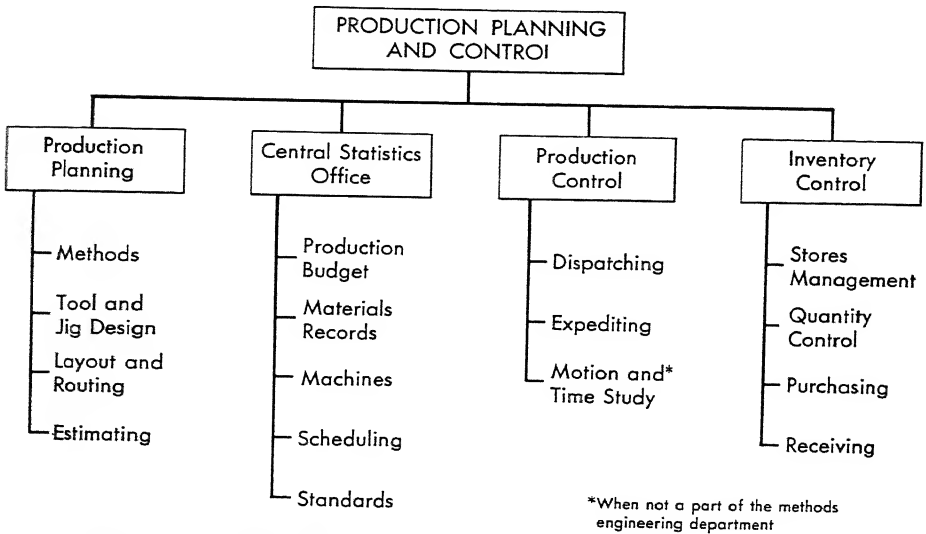 PRODUCTION PLANNING
AND CONTROl
Production
Planning
Methods
Tool and
Jig Design
Layout and
Routing
Estimating
Central Statistics
Office
Production
Budget
Materials
Records
Machines
Scheduling
Standards
Production
Control
Dispatching
Expediting
Motion and*
Time Study
Inventory
Control
Stores
Management
Quantity
Control
Purchasing
Receiving
*When not a part of the methods
engineering department